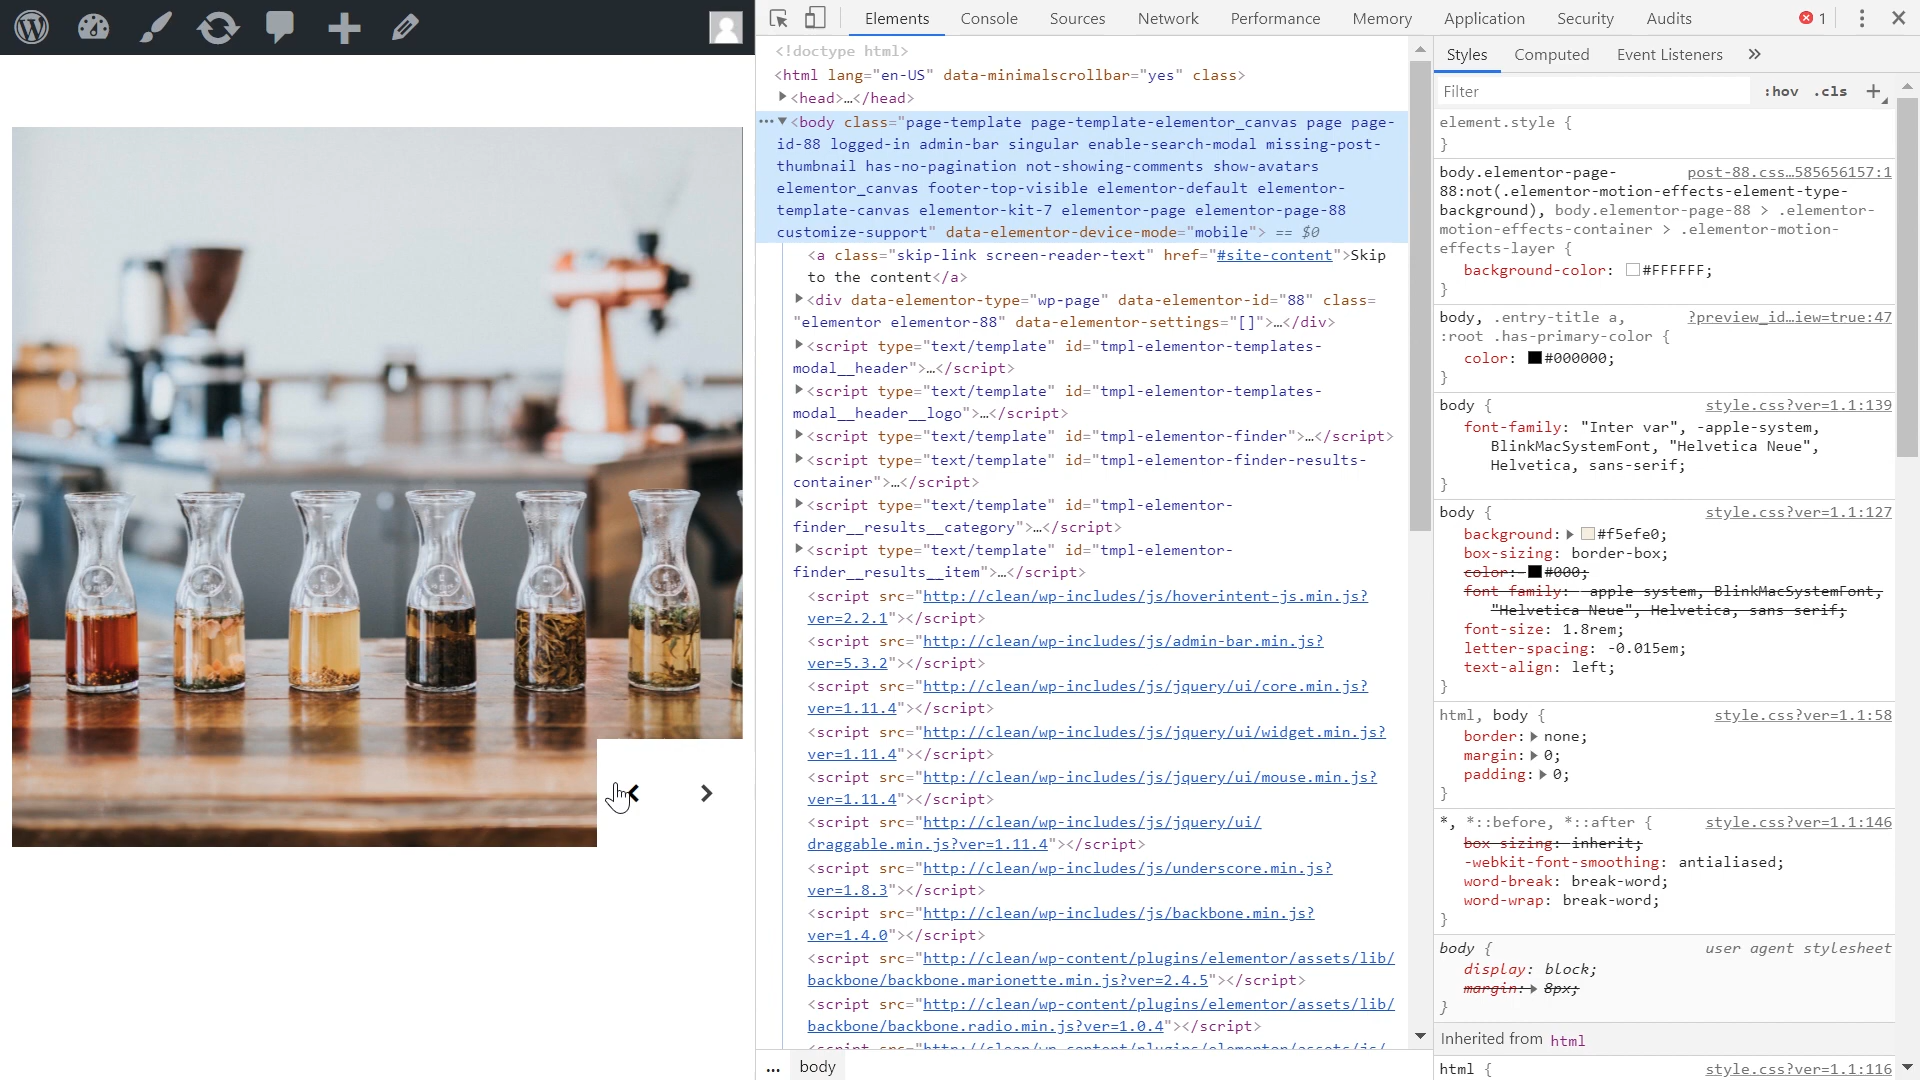 Elements Console Sources Network Performance Memory Application Security Audits 1
<!doctype html>
<html lang="en-US" data-minimalscrollbar="yes" class>
<head>…</head>
<body class="page-template page-template-elementor_canvas page page-
id-88 logged-in admin-bar singular enable-search-modal missing-post-
thumbnail has-no-pagination not-showing-comments show-avatars
elementor_canvas footer-top-visible elementor-default elementor-
template-canvas elementor-kit-7 elementor-page elementor-page-88
customize-support" data-elementor-device-mode="mobile"> == $0
<a class="skip-link screen-reader-text" href="#site-content">Skip
to the content</a>
<div data-elementor-type="wp-page" data-elementor-id="88" class=
"elementor elementor-88" data-elementor-settings="[]">…</div>
<script type="text/template" id="tmpl-elementor-templates-
modal__header">…</script>
<script type="text/template" id="tmpl-elementor-templates-
modal__header__logo">…</script>
<script type="text/template" id="tmpl-elementor-finder">…</script>
<script type="text/template" id="tmpl-elementor-finder-results-
container">…</script>
<script type="text/template" id="tmpl-elementor-
finder__results__category">…</script>
<script type="text/template" id="tmpl-elementor-
finder__results__item">…</script>
<script src="http://clean/wp-includes/js/hoverintent-js.min.js?
ver=2.2.1"></script>
<script src="http://clean/wp-includes/js/admin-bar.min.js?
ver=5.3.2"></script>
<script src="http://clean/wp-includes/js/jquery/ui/core.min.js?
ver=1.11.4"></script>
<script src="http://clean/wp-includes/js/jquery/ui/widget.min.js?
ver=1.11.4"></script>
<script src="http://clean/wp-includes/js/jquery/ui/mouse.min.js?
ver=1.11.4"></script>
<script src="http://clean/wp-includes/js/jquery/ui/
draggable.min.js?ver=1.11.4"></script>
<script src="http://clean/wp-includes/js/underscore.min.js?
ver=1.8.3"></script>
<script src="http://clean/wp-includes/js/backbone.min.js?
ver=1.4.0"></script>
<script src="http://clean/wp-content/plugins/elementor/assets/lib/
backbone/backbone.marionette.min.js?ver=2.4.5"></script>
<script src="http://clean/wp-content/plugins/elementor/assets/lib/
backbone/backbone.radio.min.js?ver=1.0.4"></script>
<script src="http://clean/wp-content/plugins/elementor/assets/js/
... body
Styles Computed Event Listeners
Filter :hov .cls
element.style {
}
body.elementor-page- post-88.css…585656157:1
88:not(.elementor-motion-effects-element-type-
background), body.elementor-page-88 > .elementor-
motion-effects-container > .elementor-motion-
effects-layer {
background-color: #FFFFFF;
}
body, .entry-title a, ?preview_id…iew=true:47
:root .has-primary-color {
color: #000000;
}
body { style.css?ver=1.1:139
font-family: "Inter var", -apple-system,
BlinkMacSystemFont, "Helvetica Neue",
Helvetica, sans-serif;
}
body { style.css?ver=1.1:127
background: #f5efe0;
box-sizing: border-box;
color: #000;
font-family: -apple-system, BlinkMacSystemFont,
"Helvetica Neue", Helvetica, sans-serif;
font-size: 1.8rem;
letter-spacing: -0.015em;
text-align: left;
}
html, body { style.css?ver=1.1:58
border: none;
margin: 0;
padding: 0;
}
*, *::before, *::after { style.css?ver=1.1:146
box-sizing: inherit;
-webkit-font-smoothing: antialiased;
word-break: break-word;
word-wrap: break-word;
}
body { user agent stylesheet
display: block;
margin: 8px;
}
Inherited from html
html { style.css?ver=1.1:116